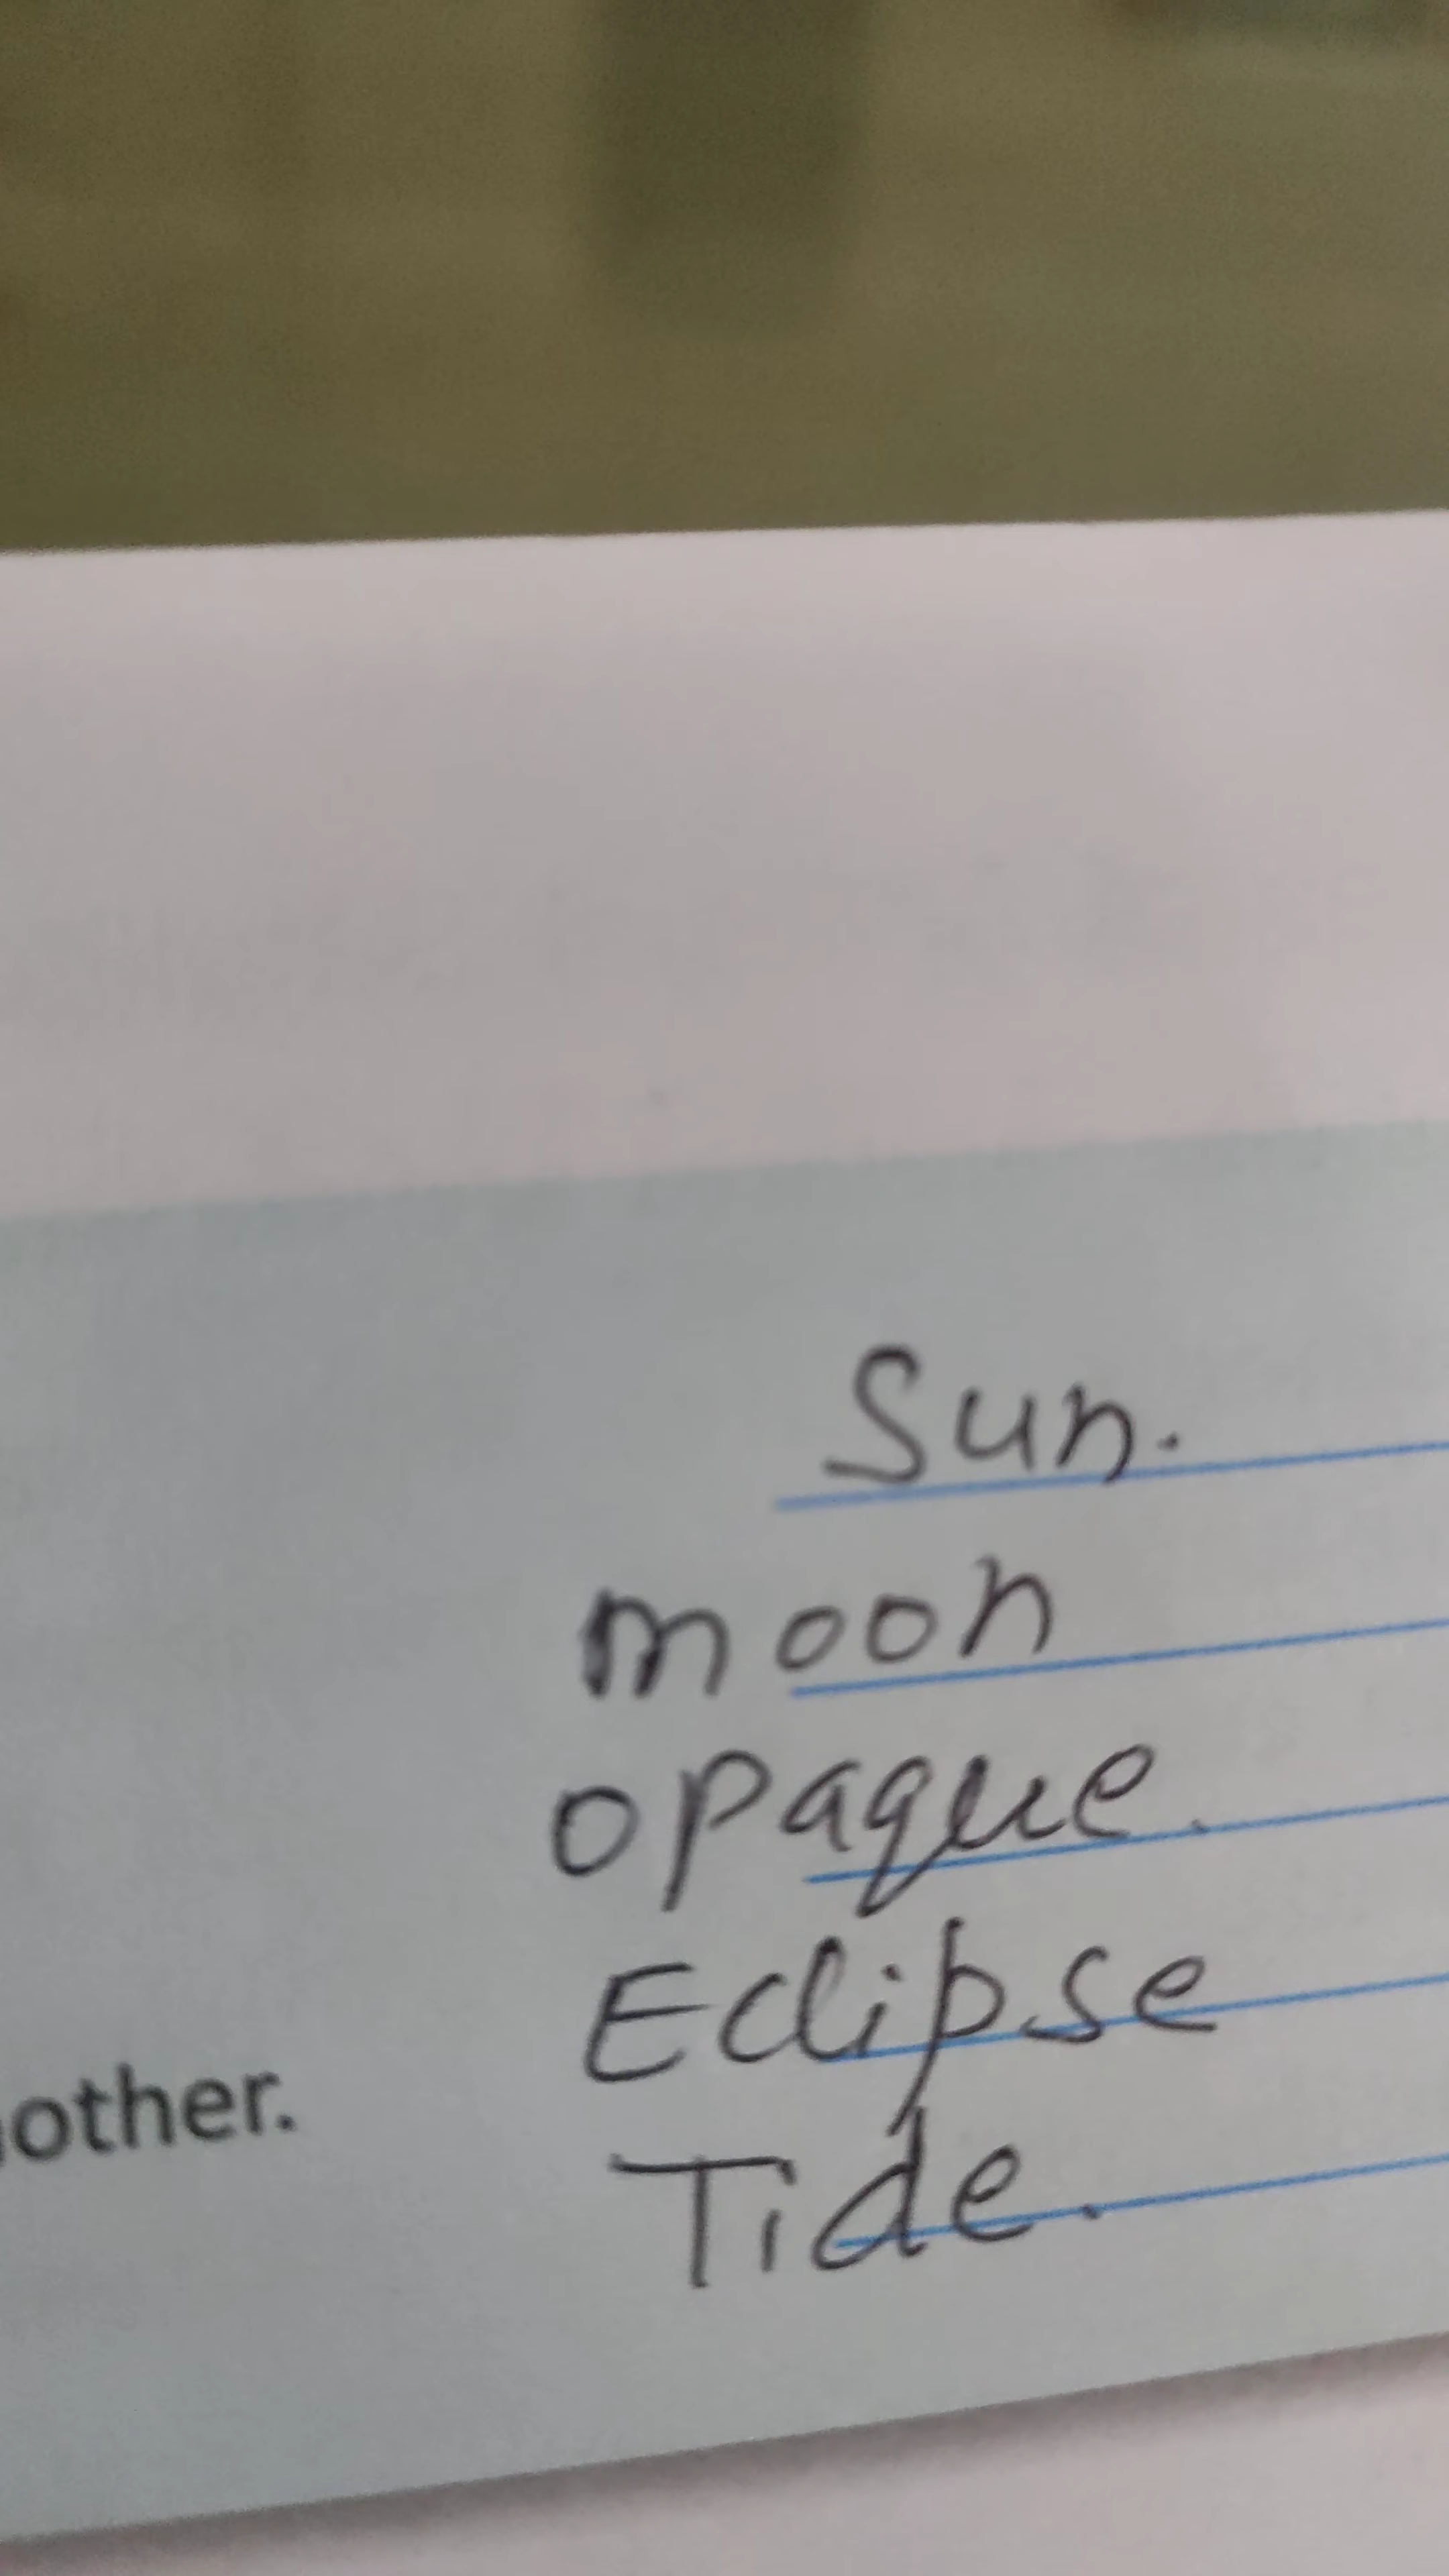 Sun.
moon
opaque.
Eclipse
other.
Tide.